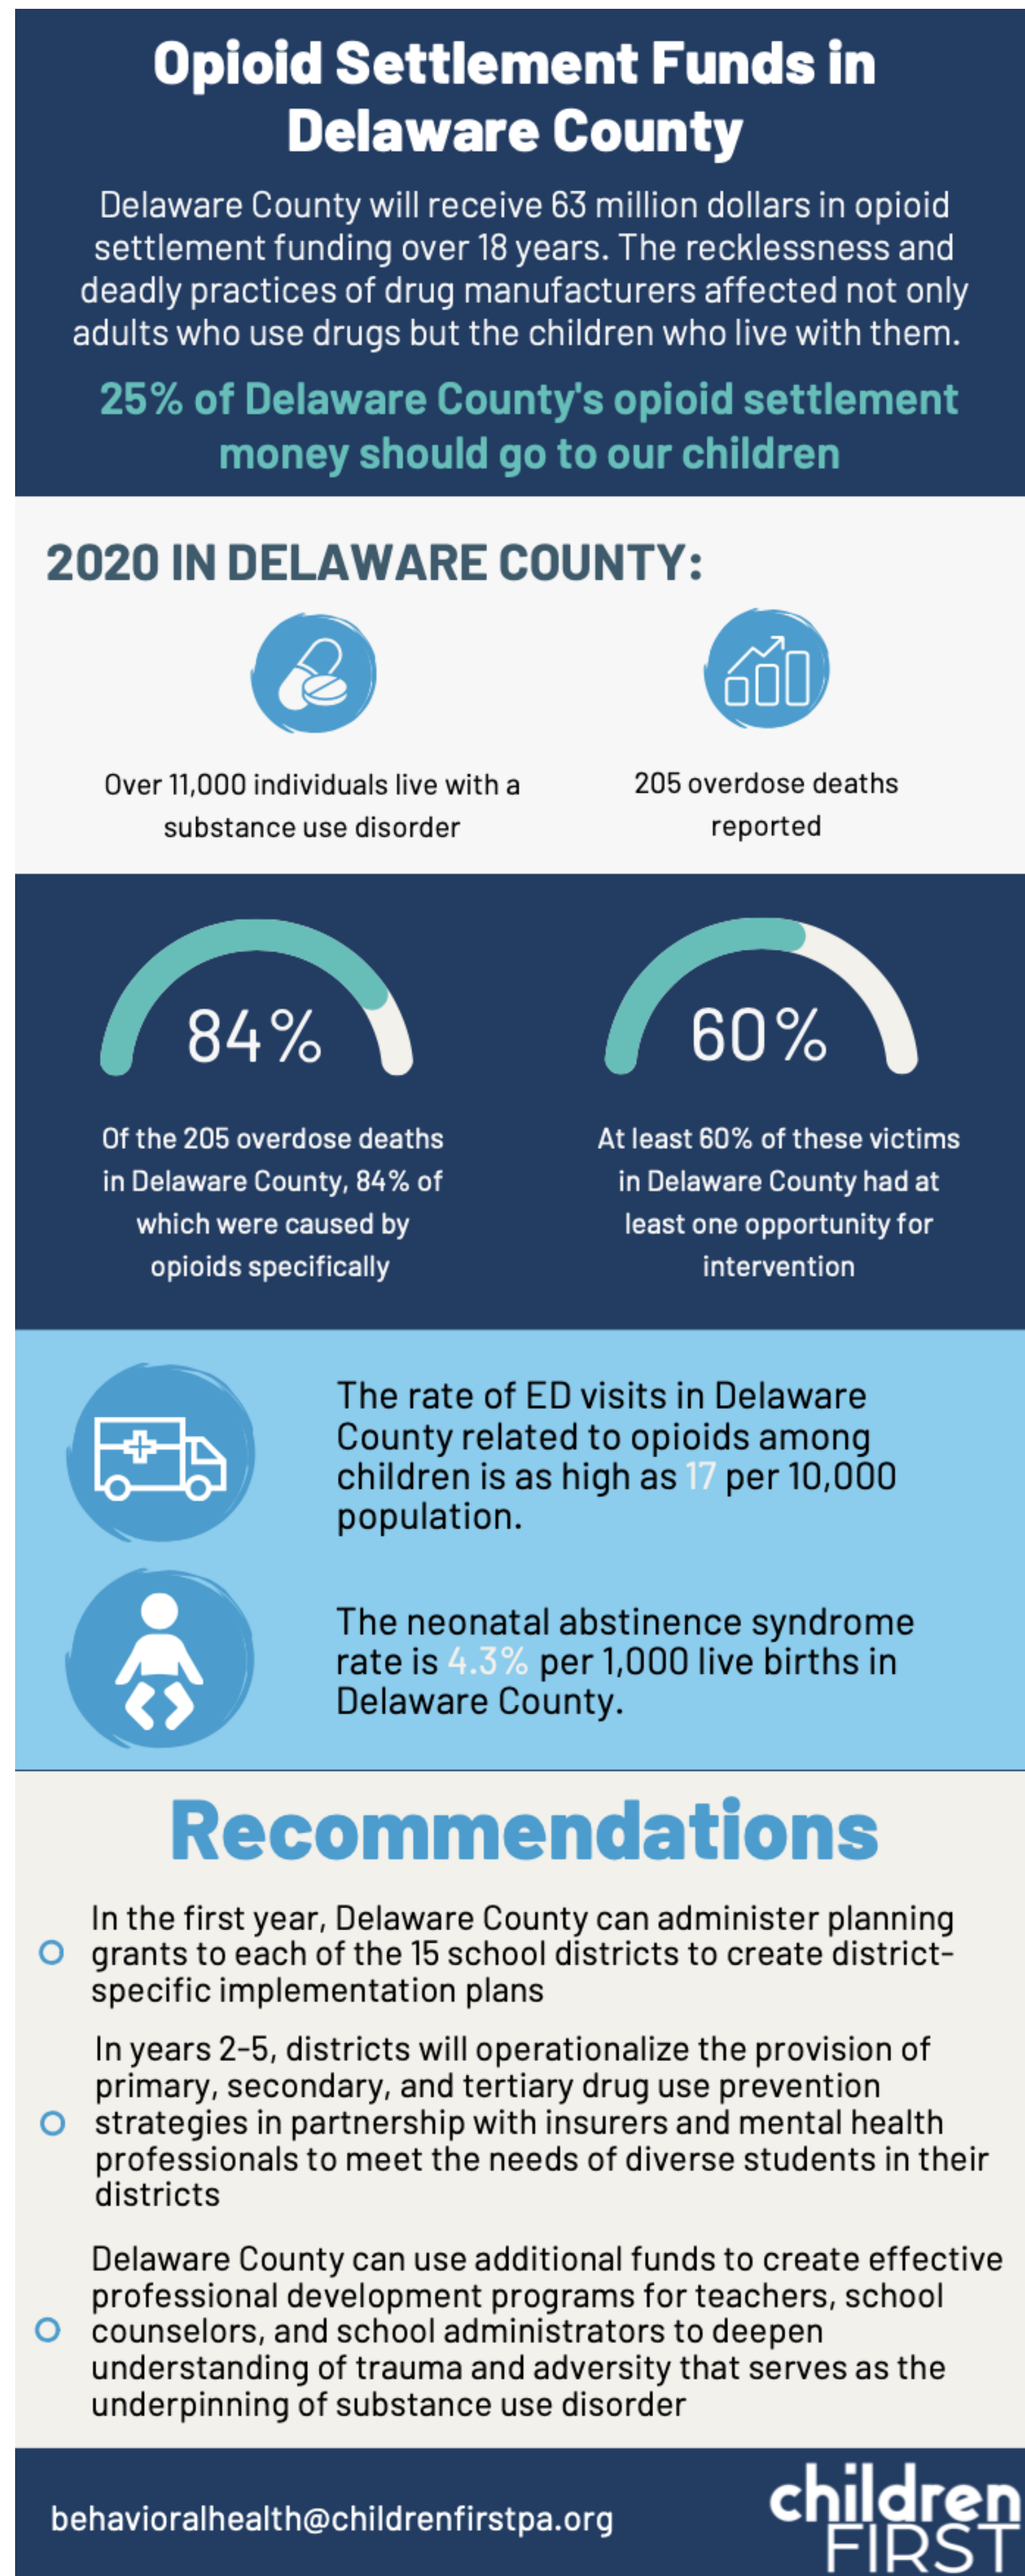 Opioid Settlement Funds in
Delaware County
Delaware County will receive 63 million dollars in opioid
settlement funding over 18 years. The recklessness and
deadly practices of drug manufacturers affected not only
adults who use drugs but the children who live with them.
25% of Delaware County's opioid settlement
money should go to our children
2020 IN DELAWARE COUNTY:
Over 11,000 individuals live with a
substance use disorder
205 overdose deaths
reported
84%
Of the 205 overdose deaths
in Delaware County, 84% of
which were caused by
opioids specifically
60%
At least 60% of these victims
in Delaware County had at
least one opportunity for
intervention
The rate of ED visits in Delaware
County related to opioids among
children is as high as 17 per 10,000
population.
The neonatal abstinence syndrome
rate is 4.3% per 1,000 live births in
Delaware County.
Recommendations
In the first year, Delaware County can administer planning
grants to each of the 15 school districts to create district-
specific implementation plans
In years 2-5, districts will operationalize the provision of
primary, secondary, and tertiary drug use prevention
strategies in partnership with insurers and mental health
professionals to meet the needs of diverse students in their
districts
Delaware County can use additional funds to create effective
professional development programs for teachers, school
counselors, and school administrators to deepen
understanding of trauma and adversity that serves as the
underpinning of substance use disorder
behavioralhealth@childrenfirstpa.org
children
FIRST